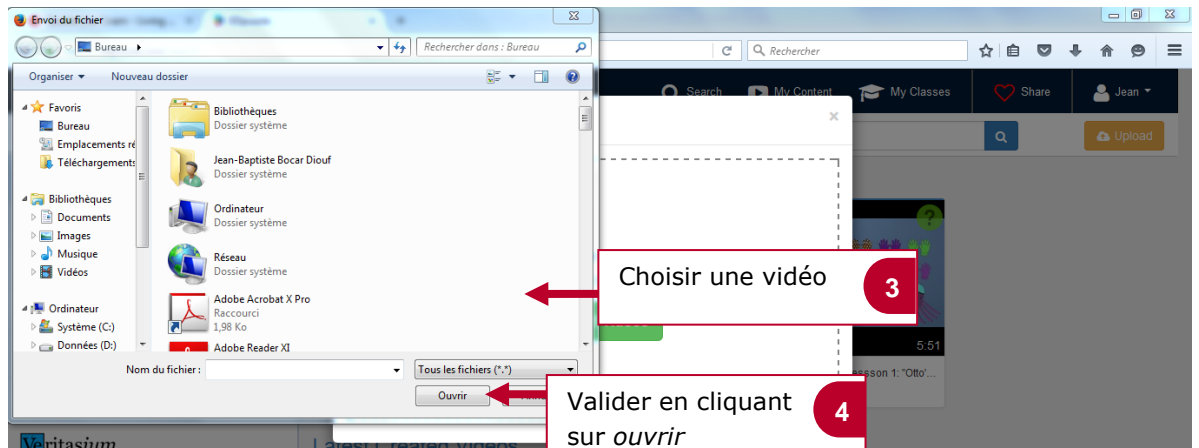 Envoi du fichier
Bureau
Rechercher dans : Bureau
Rechercher
Organiser
Nouveau dossier
Search
My Content
My Classes
Share
Jean
Favoris
Bureau
Emplacements ré
Téléchargements
Bibliothèques
Documents
Images
Musique
Vidéos
Ordinateur
Système (C:)
Données (D:)
Bibliothèques
Dossier système
Jean-Baptiste Bocar Diouf
Dossier système
Ordinateur
Dossier système
Réseau
Dossier système
Adobe Acrobat X Pro
Raccourci
1,98 Ko
Adobe Reader XI
Upload
Choisir une vidéo
3
5:51
1: "Otto'...
Nom du fichier :
Tous les fichiers (*.*)
Ouvrir
Valider en cliquant
sur ouvrir
4
Veritasium
Latest Created Videos